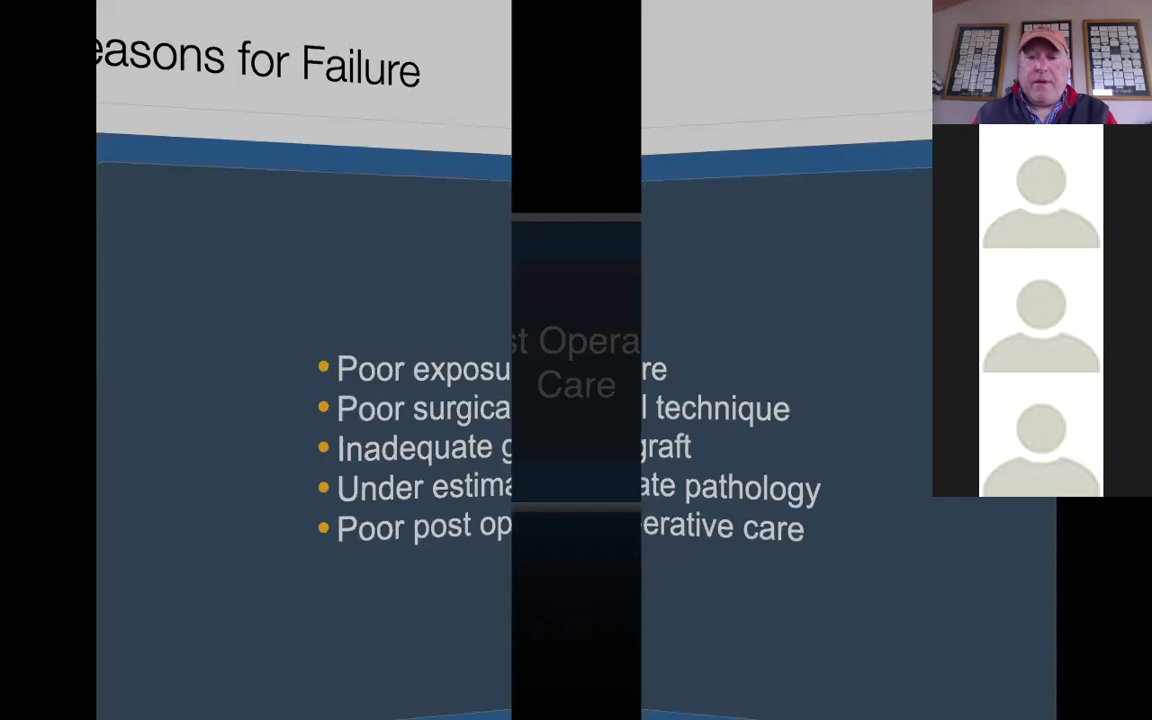 easons for Failure
st Opera
Care
Poor exposu re
Poor surgica l technique
Inadequate g graft
Under estima ate pathology
Poor post op erative care